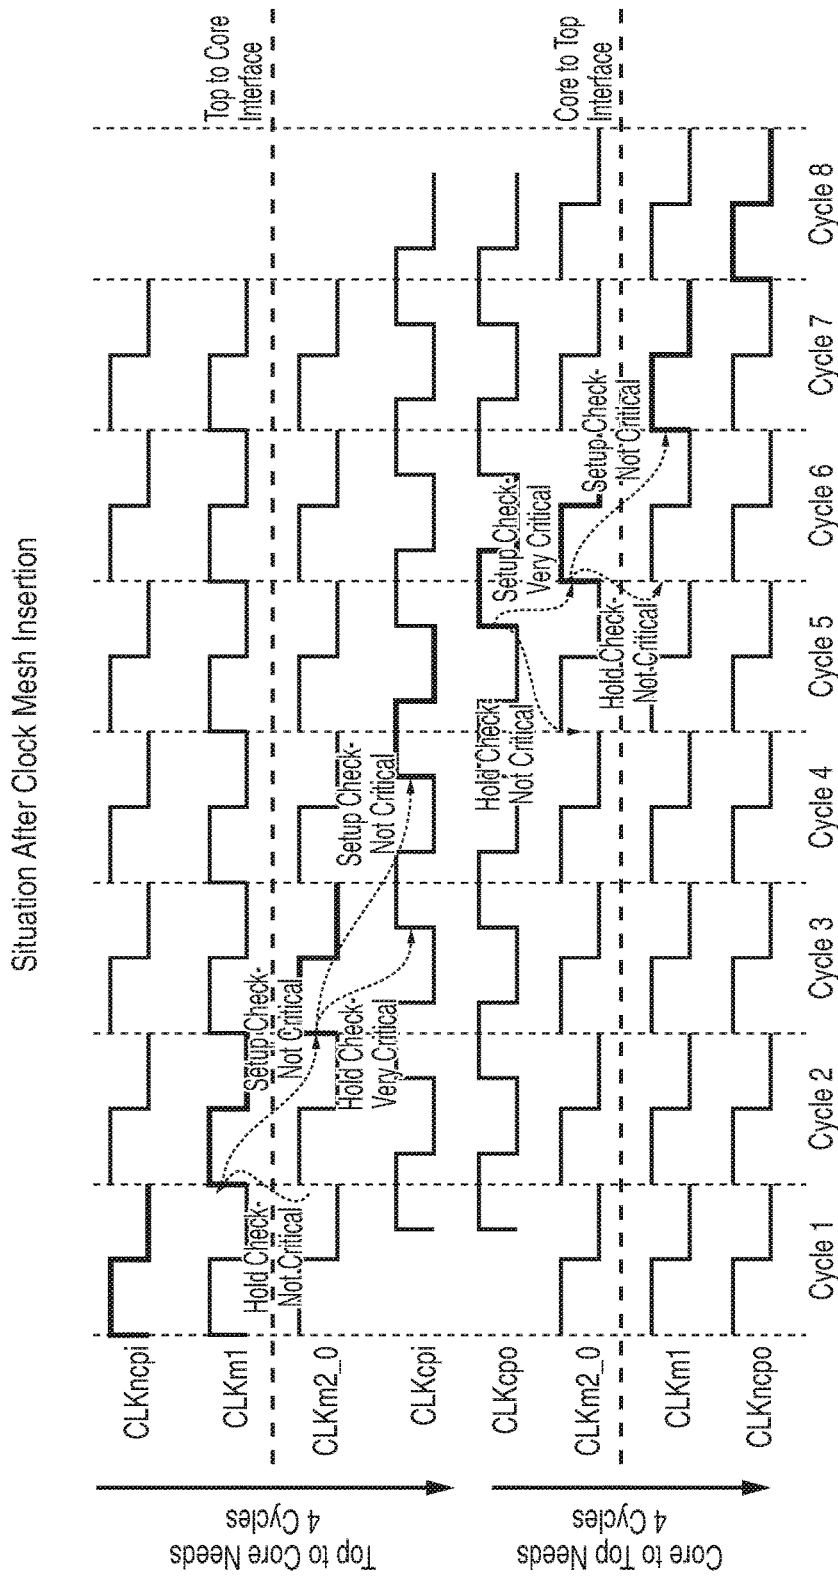 Situation After Clock Mesh Insertion
Top to Core
Interface
CLKncpi
CLKm1
Hold Check-
Not Critical
Setup Check-
Not Critical
CLKm2_0
Hold Check-
Very Critical
Setup Check-
Not Critical
CLKcpi
CLKcpo
Hold Check
Not Critical
Setup Check-
Very Critical
CLKm2_0
Hold Check-
Not Critical
Setup Check-
Not Critical
Core to Top
Interface
CLKm1
CLKncpo
Cycle 1
Cycle 2
Cycle 3
Cycle 4
Cycle 5
Cycle 6
Cycle 7
Cycle 8
Top to Core Needs
4 Cycles
Core to Top Needs
4 Cycles